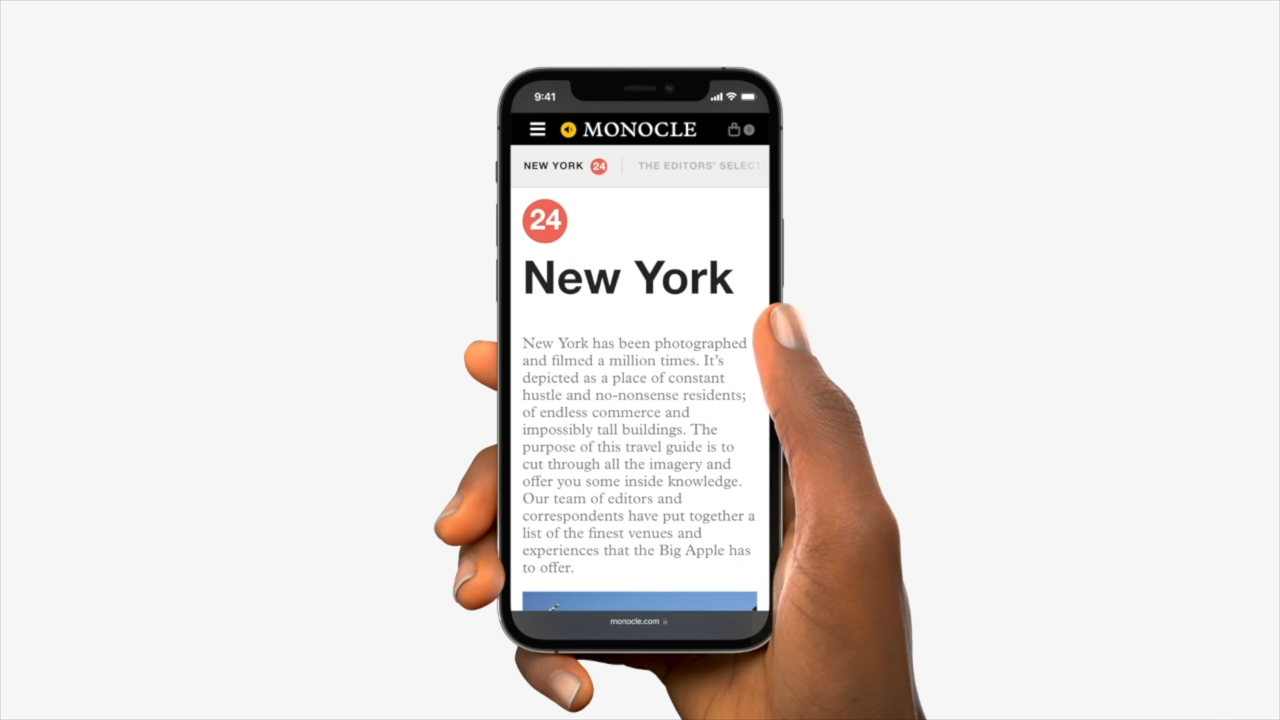 9:41
MONOCLE
0
NEW YORK 24
THE EDITORS' SELECTI
24
New York
New York has been photographed
and filmed a million times. It’s
depicted as a place of constant
hustle and no-nonsense residents;
of endless commerce and
impossibly tall buildings. The
purpose of this travel guide is to
cut through all the imagery and
offer you some inside knowledge.
Our team of editors and
correspondents have put together a
list of the finest venues and
experiences that the Big Apple has
to offer.
monocle.com